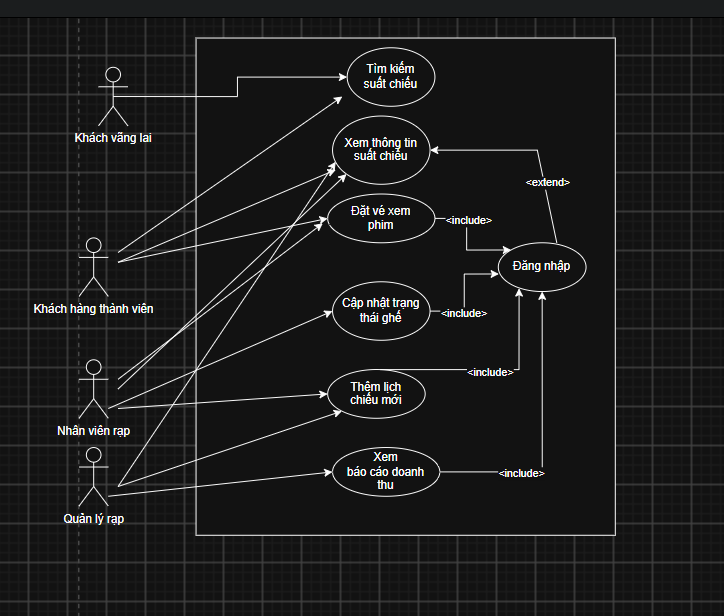 Tìm kiếm
suất chiếu
Khách vãng lai
Xem thông tin
suất chiếu
<extend>
Đặt vé xem
phim
<include>
Đăng nhập
Khách hàng thành viên
Cập nhật trạng
thái ghế
<include>
<include>
Thêm lịch
chiếu mới
Nhân viên rạp
Xem
báo cáo doanh
thu
<include>
Quản lý rạp